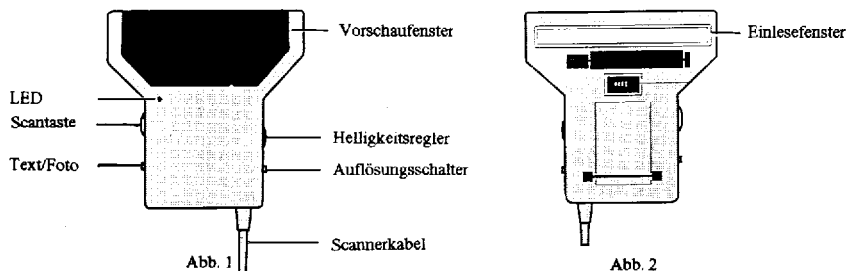 Vorschaufenster
LED
Scantaste
Text/Foto
Helligkeitsregler
Auflösungsschalter
Scannerkabel
Abb. 1
Einlesefenster
Abb. 2